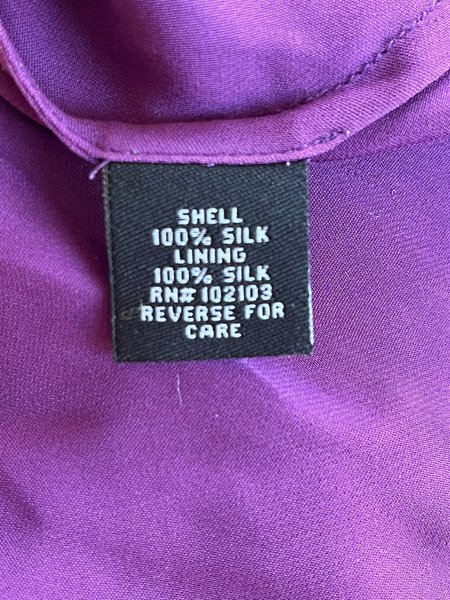 SHELL
100% SILK
LINING
100% SILK
RN# 102103
REVERSE FOR
CARE